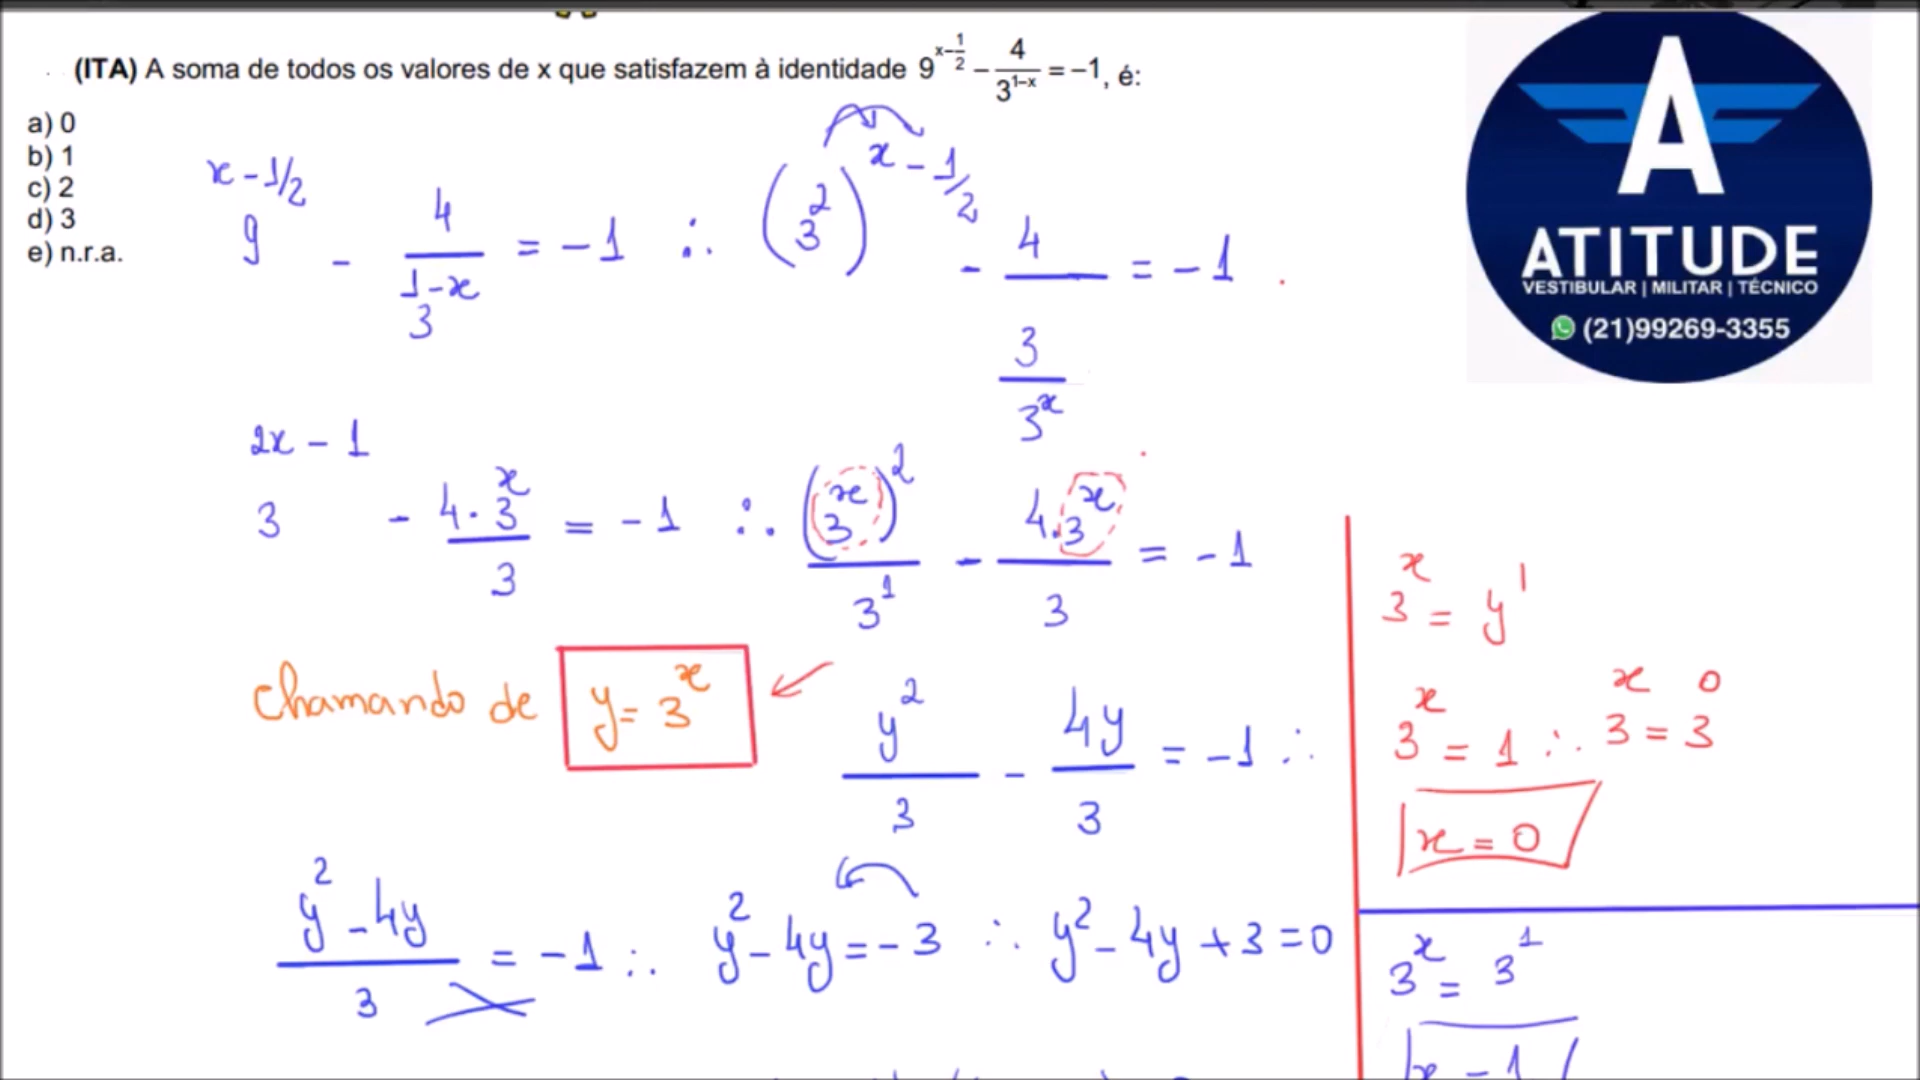 (ITA) A soma de todos os valores de x que satisfazem à identidade 9^(x−1/2) − 4/3^(1−x) = −1, é:
a) 0
b) 1
c) 2
d) 3
e) n.r.a.
9^(x − 1/2) − 4/3^(1−x) = −1 ∴ (3^2)^(x − 1/2) − 4/(3/3^x) = −1
3^(2x − 1) − 4·3^x/3 = −1 ∴ (3^x)^2/3^1 − 4·3^x/3 = −1
Chamando de y = 3^x
y^2/3 − 4y/3 = −1 ∴
(y^2 − 4y)/3 = −1 ∴ y^2 − 4y = −3 ∴ y^2 − 4y + 3 = 0
3^x = y'
3^x = 1 ∴ 3^x = 3^0
x = 0
3^x = 3^1
ATITUDE
VESTIBULAR | MILITAR | TÉCNICO
(21)99269-3355